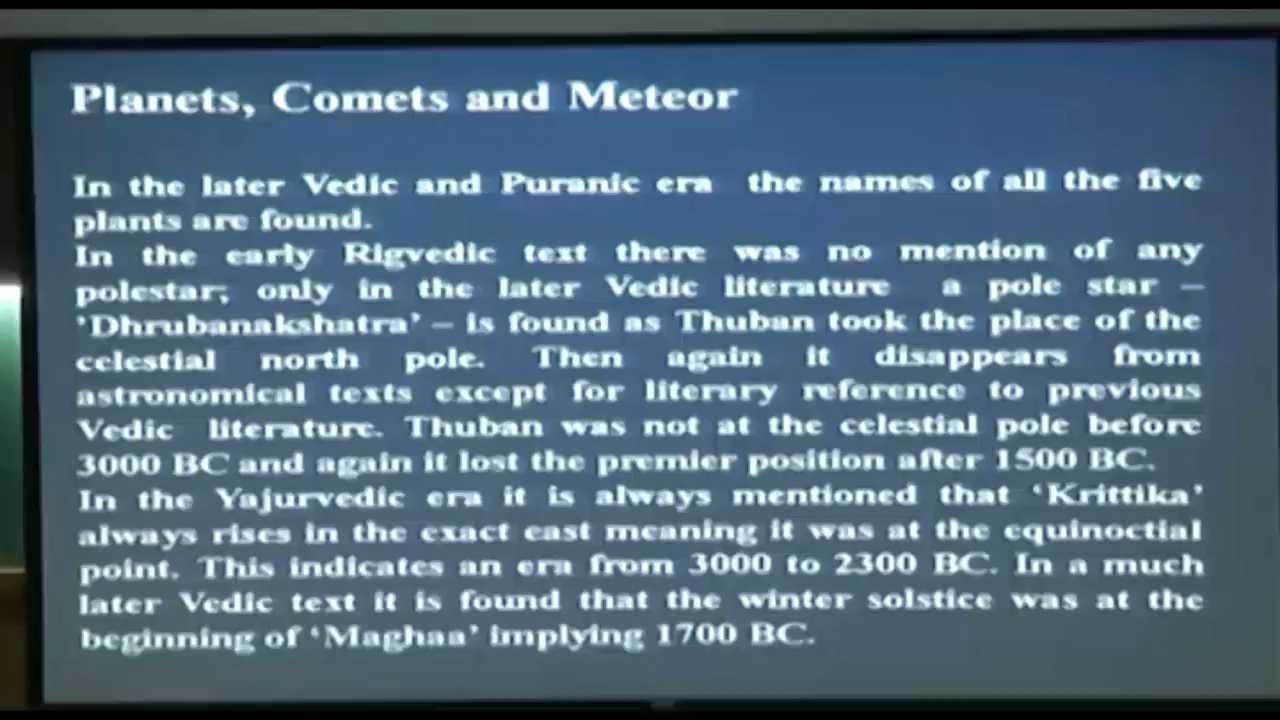 Planets, Comets and Meteor
In the later Vedic and Puranic era the names of all the five
plants are found.
In the early Rigvedic text there was no mention of any
polestar; only in the later Vedic literature a pole star –
'Dhrubanakshatra' – is found as Thuban took the place of the
celestial north pole. Then again it disappears from
astronomical texts except for literary reference to previous
Vedic literature. Thuban was not at the celestial pole before
3000 BC and again it lost the premier position after 1500 BC.
In the Yajurvedic era it is always mentioned that 'Krittika'
always rises in the exact east meaning it was at the equinoctial
point. This indicates an era from 3000 to 2300 BC. In a much
later Vedic text it is found that the winter solstice was at the
beginning of 'Maghaa' implying 1700 BC.